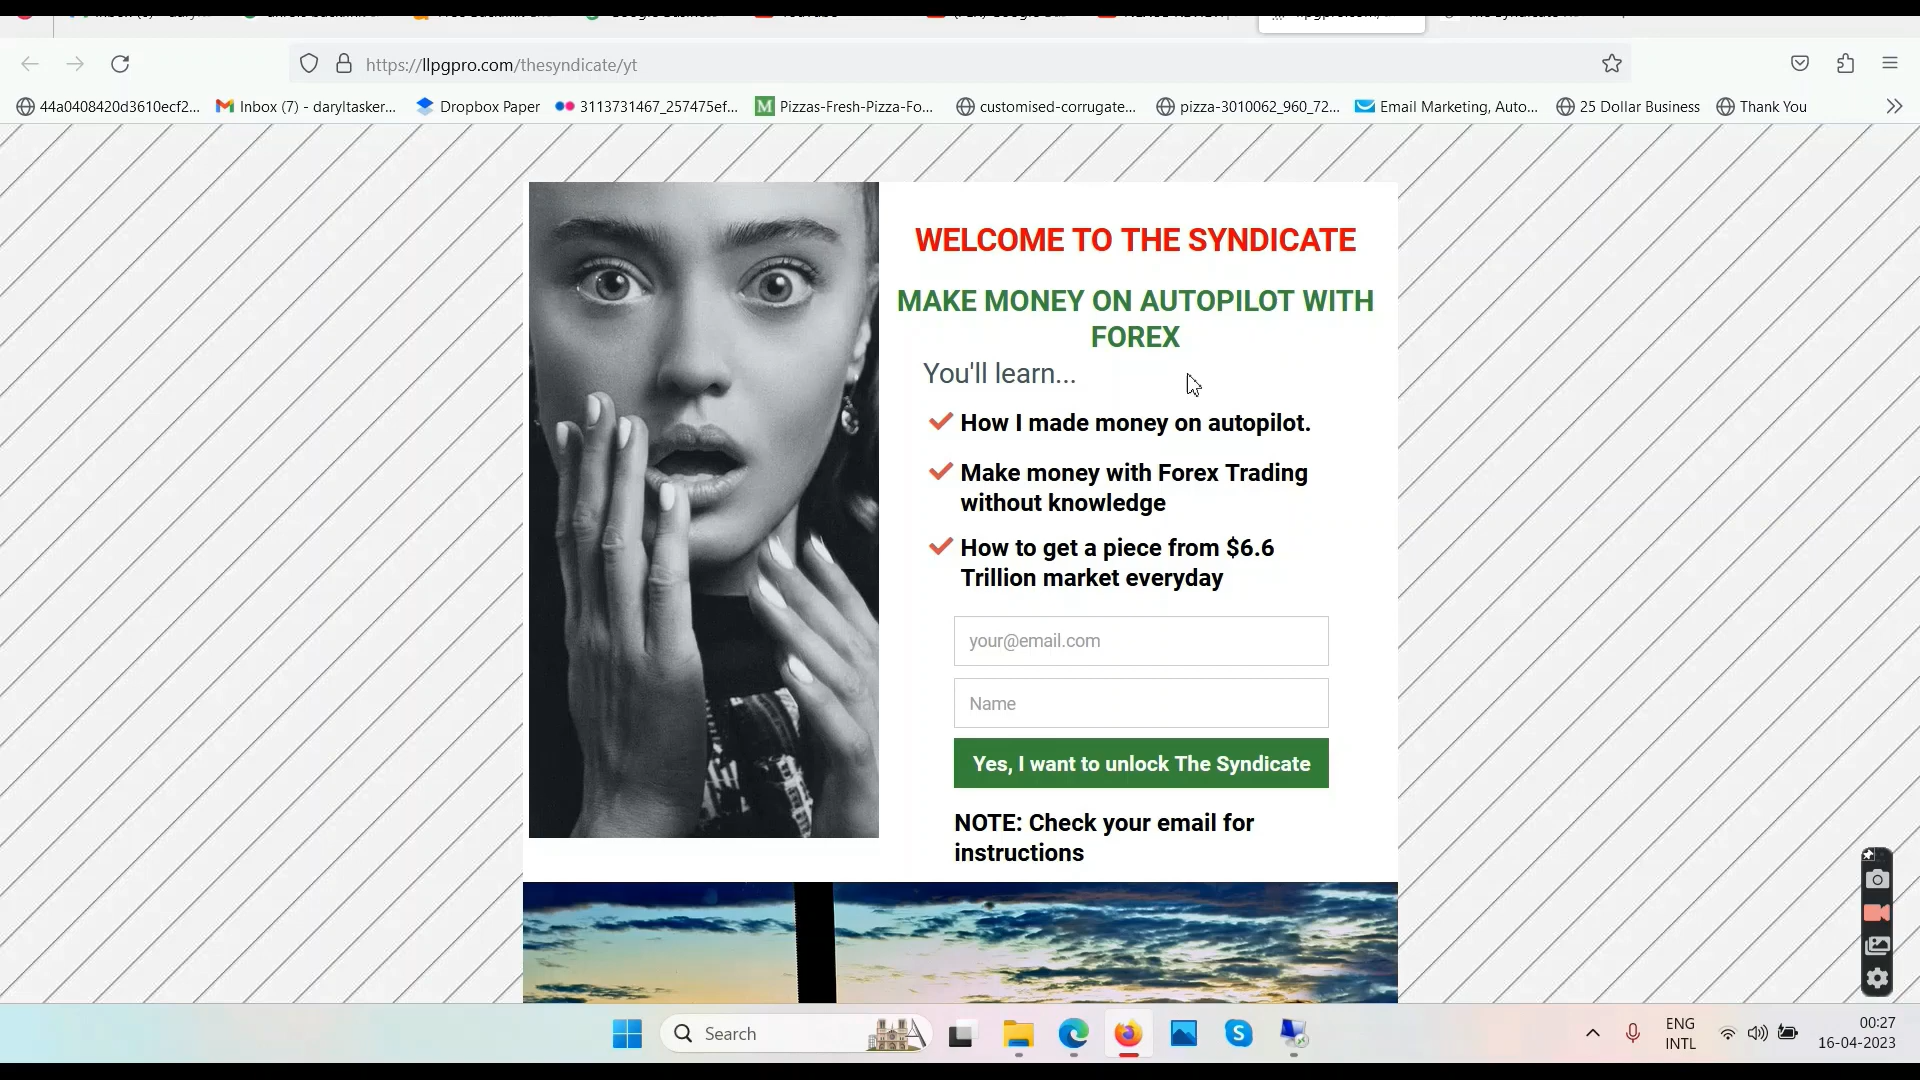 https://llpgpro.com/thesyndicate/yt
44a0408420d3610ecf2... Inbox (7) - daryltasker... Dropbox Paper 3113731467_257475ef... Pizzas-Fresh-Pizza-Fo... customised-corrugate... pizza-3010062_960_72... Email Marketing, Auto... 25 Dollar Business Thank You
WELCOME TO THE SYNDICATE
MAKE MONEY ON AUTOPILOT WITH
FOREX
You'll learn...
How I made money on autopilot.
Make money with Forex Trading
without knowledge
How to get a piece from $6.6
Trillion market everyday
your@email.com
Name
Yes, I want to unlock The Syndicate
NOTE: Check your email for
instructions
Search
ENG
INTL
00:27
16-04-2023